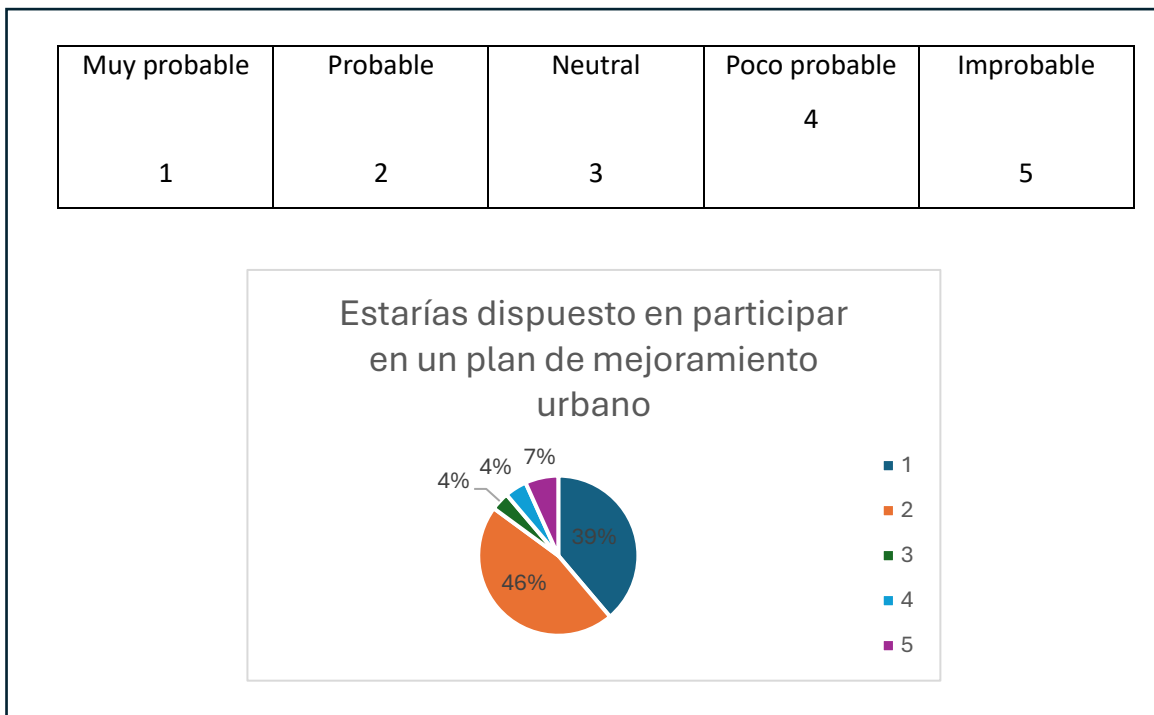 Muy probable
1
Probable
2
Neutral
3
Poco probable
4
Improbable
5
Estarías dispuesto en participar
en un plan de mejoramiento
urbano
4%
4%
7%
39%
46%
1
2
3
4
5